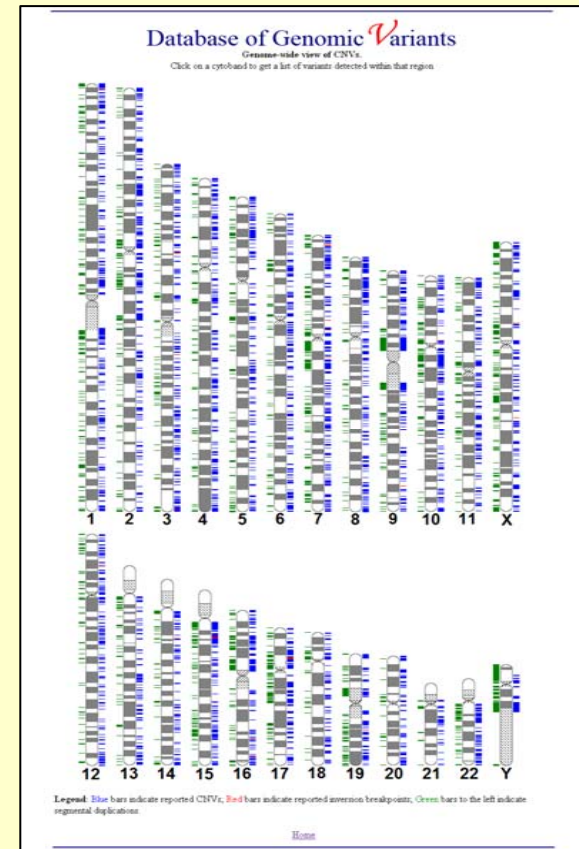 Database of Genomic Variants
Genome-wide view of CNVs.
Click on a cytoband to get a list of variants detected within that region
1 2 3 4 5 6 7 8 9 10 11 X
12 13 14 15 16 17 18 19 20 21 22 Y
Legend: Blue bars indicate reported CNVs; Red bars indicate reported inversion breakpoints; Green bars to the left indicate
segmental duplications
Home